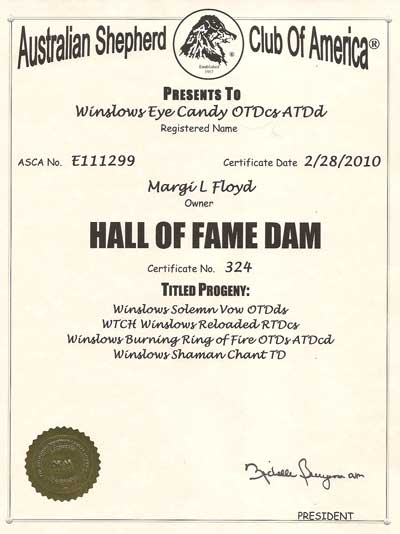 Australian Shepherd Club Of America®
Established
1957
PRESENTS TO
Winslows Eye Candy OTDcs ATDd
Registered Name
ASCA No. E111299 Certificate Date 2/28/2010
Margi L Floyd
Owner
HALL OF FAME DAM
Certificate No. 324
TITLED PROGENY:
Winslows Solemn Vow OTDds
WTCH Winslows Reloaded RTDcs
Winslows Burning Ring of Fire OTDs ATDcd
Winslows Shaman Chant TD
PRESIDENT